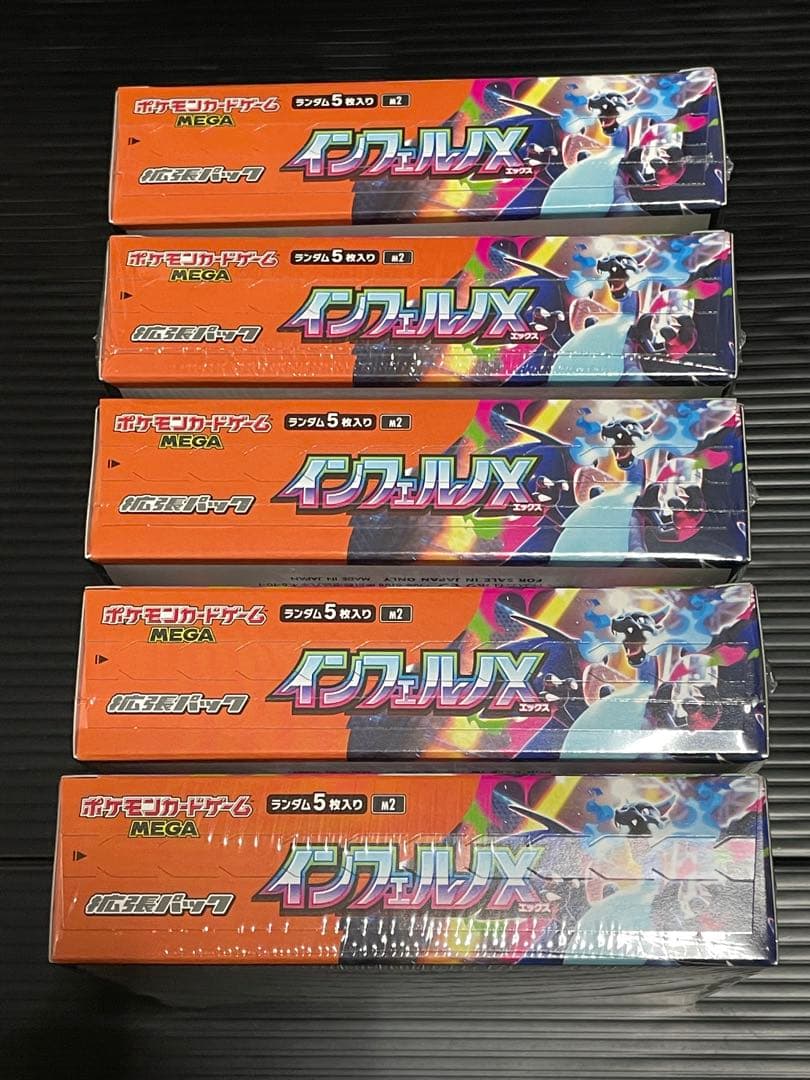 ポケモンカードゲーム
MEGA
ランダム5枚入り M2
インフェルノX
エックス
拡張パック
ポケモンカードゲーム
MEGA
ランダム5枚入り M2
インフェルノX
エックス
拡張パック
ポケモンカードゲーム
MEGA
ランダム5枚入り M2
インフェルノX
エックス
拡張パック
FOR SALE IN JAPAN ONLY MADE IN JAPAN
ポケモンカードゲーム
MEGA
ランダム5枚入り M2
インフェルノX
エックス
拡張パック
ポケモンカードゲーム
MEGA
ランダム5枚入り M2
インフェルノX
エックス
拡張パック